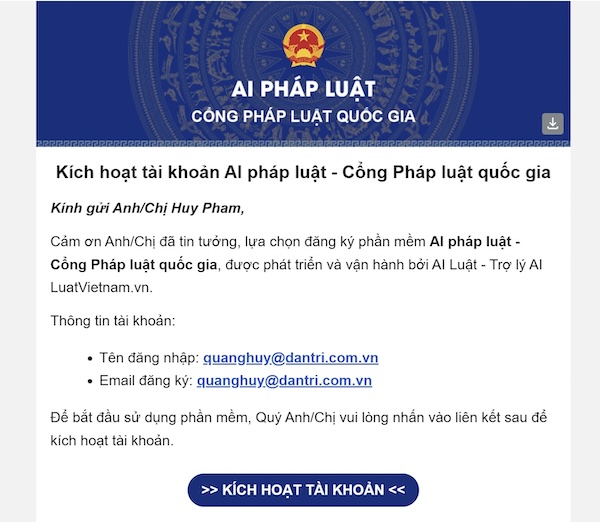 AI PHÁP LUẬT
CỔNG PHÁP LUẬT QUỐC GIA
Kích hoạt tài khoản AI pháp luật - Cổng Pháp luật quốc gia
Kính gửi Anh/Chị Huy Pham,
Cảm ơn Anh/Chị đã tin tưởng, lựa chọn đăng ký phần mềm AI pháp luật -
Cổng Pháp luật quốc gia, được phát triển và vận hành bởi AI Luật - Trợ lý AI
LuatVietnam.vn.
Thông tin tài khoản:
• Tên đăng nhập: quanghuy@dantri.com.vn
• Email đăng ký: quanghuy@dantri.com.vn
Để bắt đầu sử dụng phần mềm, Quý Anh/Chị vui lòng nhấn vào liên kết sau để
kích hoạt tài khoản.
>> KÍCH HOẠT TÀI KHOẢN <<